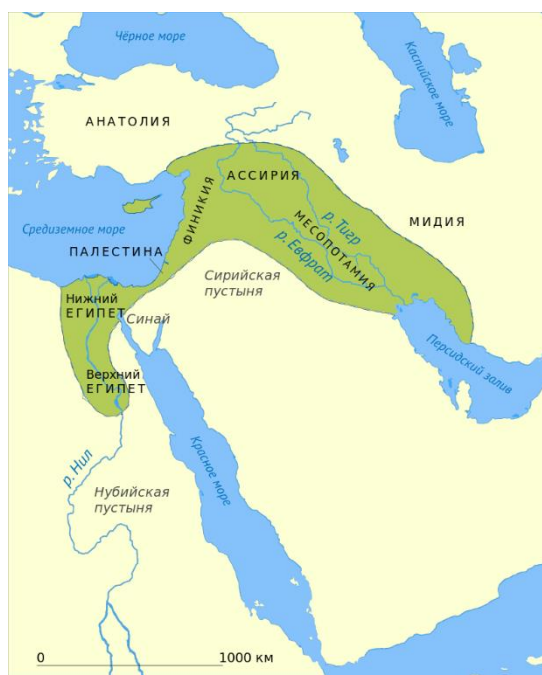 Чёрное море
Каспийское море
АНАТОЛИЯ
АССИРИЯ
ФИНИКИЯ
р. Тигр
МЕСОПОТАМИЯ
МИДИЯ
Средиземное море
р. Евфрат
ПАЛЕСТИНА
Сирийская
пустыня
Нижний
ЕГИПЕТ
Синай
Персидский залив
Верхний
ЕГИПЕТ
Красное море
р. Нил
Нубийская
пустыня
0 1000 км